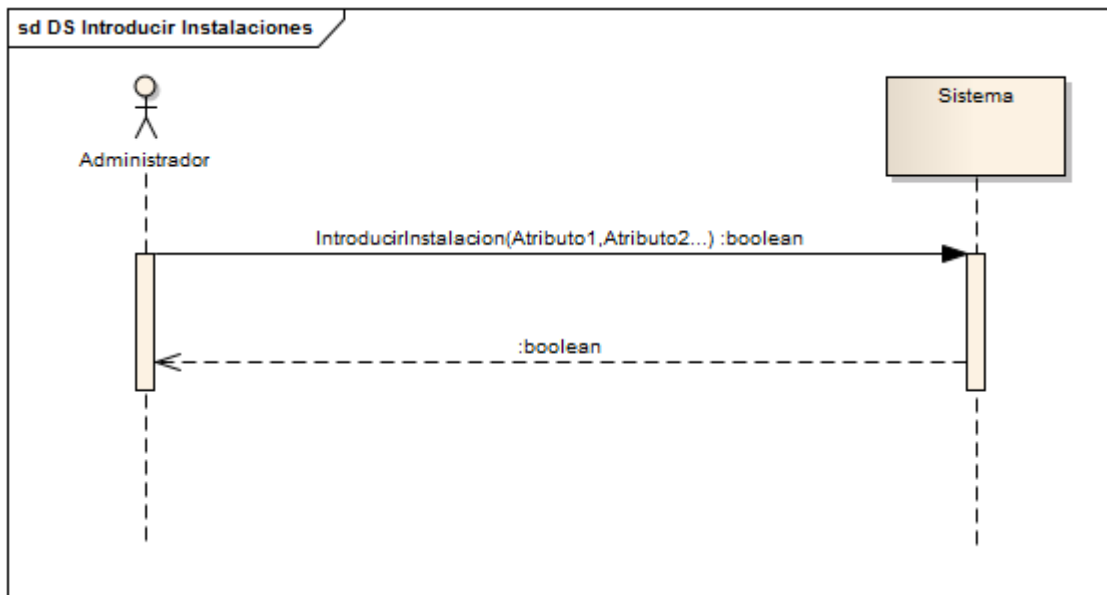 sd DS Introducir Instalaciones
Sistema
Administrador
IntroducirInstalacion(Atributo1,Atributo2...) :boolean
:boolean